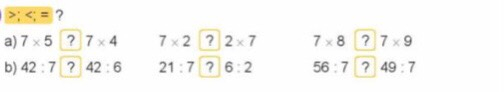 >; <; = ?
a) 7 × 5 ? 7 × 4 7 × 2 ? 2 × 7 7 × 8 ? 7 × 9
b) 42 : 7 ? 42 : 6 21 : 7 ? 6 : 2 56 : 7 ? 49 : 7